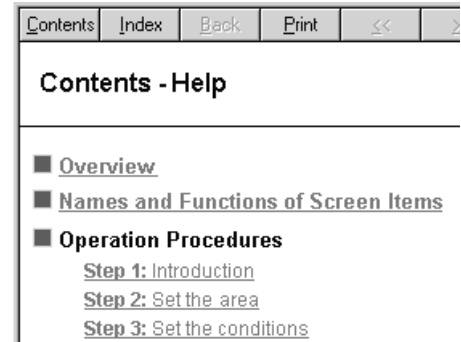 Contents Index Back Print << >
Contents - Help
Overview
Names and Functions of Screen Items
Operation Procedures
Step 1: Introduction
Step 2: Set the area
Step 3: Set the conditions